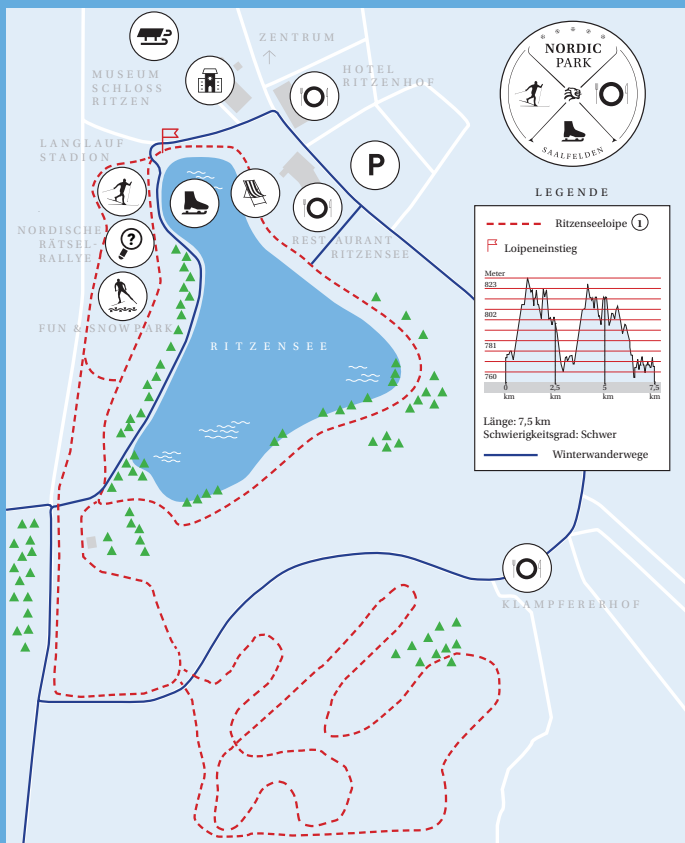 ZENTRUM
MUSEUM
SCHLOSS
RITZEN
HOTEL
RITZENHOF
LANGLAUF
STADION
P
NORDISCHE
RÄTSEL-
RALLYE
RESTAURANT
RITZENSEE
FUN & SNOWPARK
RITZENSEE
KLAMPFERERHOF
NORDIC
PARK
SAALFELDEN
LEGENDE
Ritzenseeloipe 1
Loipeneinstieg
Meter
823
802
781
760
0 2,5 5 7,5
km km km km
Länge: 7,5 km
Schwierigkeitsgrad: Schwer
Winterwanderwege